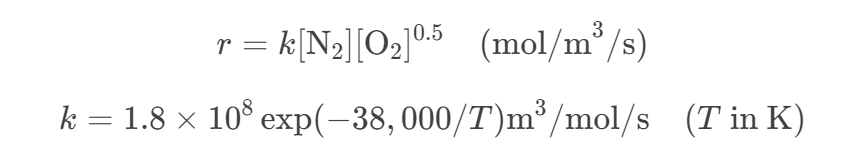 r = k[N₂][O₂]^0.5 (mol/m³/s)
k = 1.8 × 10⁸ exp(−38,000/T)m³/mol/s (T in K)